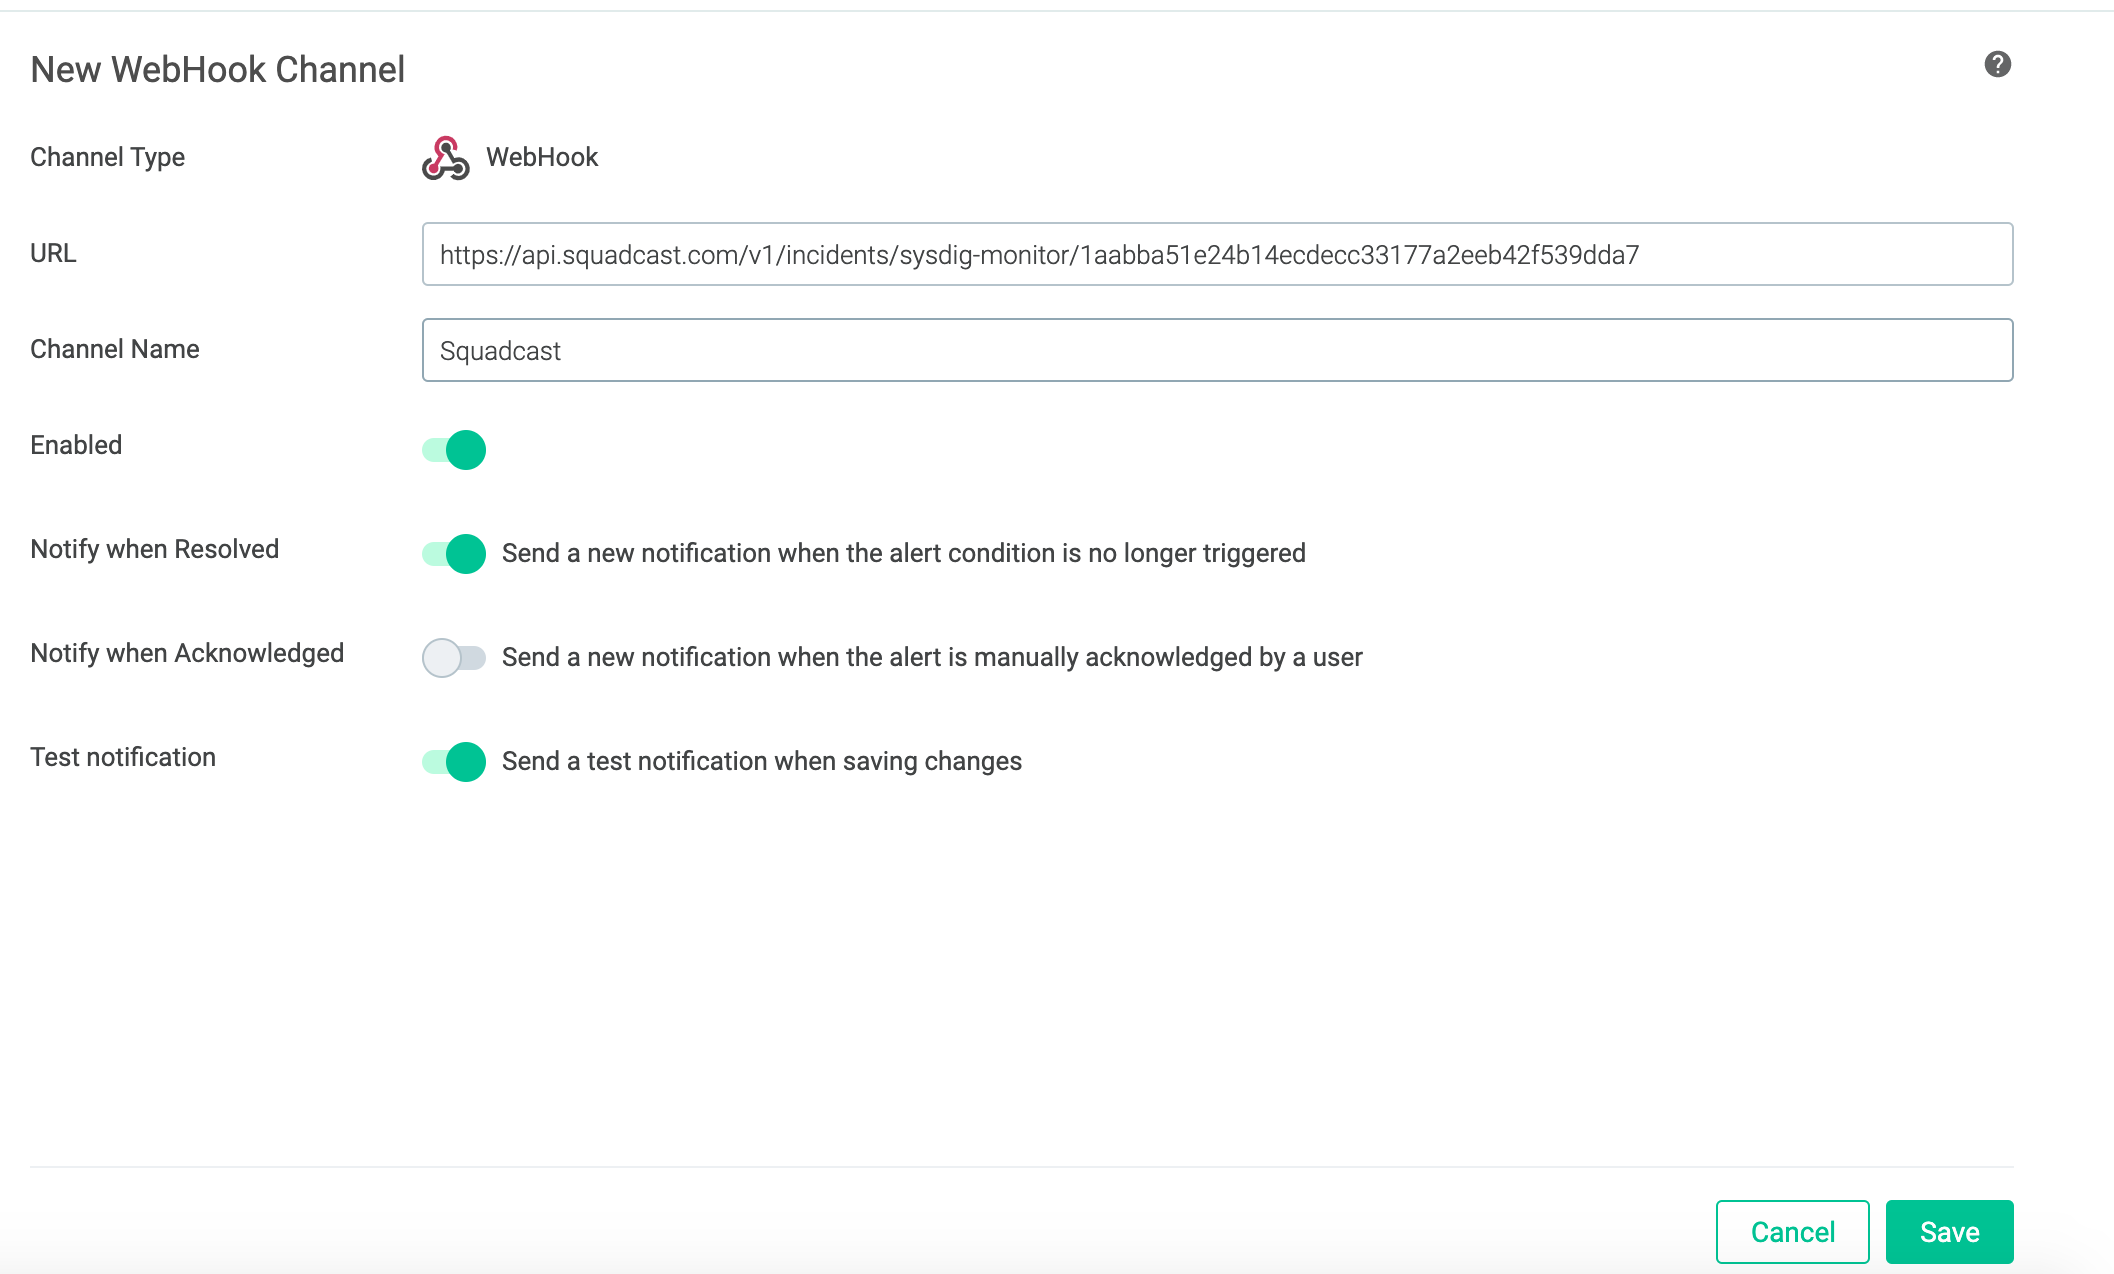 New WebHook Channel
?
Channel Type
WebHook
URL
https://api.squadcast.com/v1/incidents/sysdig-monitor/1aabba51e24b14ecdecc33177a2eeb42f539dda7
Channel Name
Squadcast
Enabled
Notify when Resolved
Send a new notification when the alert condition is no longer triggered
Notify when Acknowledged
Send a new notification when the alert is manually acknowledged by a user
Test notification
Send a test notification when saving changes
Cancel
Save